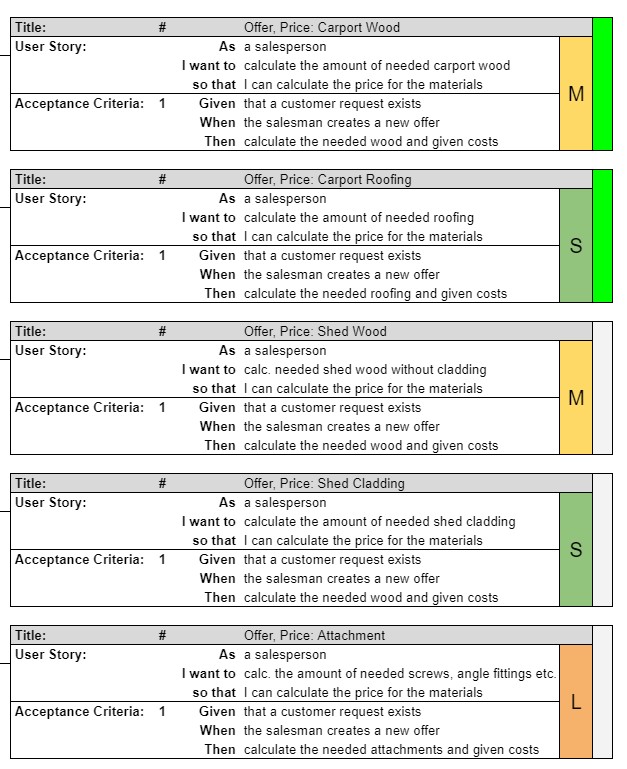 Title: # Offer, Price: Carport Wood
User Story: As a salesperson
I want to calculate the amount of needed carport wood
so that I can calculate the price for the materials
M
Acceptance Criteria: 1 Given that a customer request exists
When the salesman creates a new offer
Then calculate the needed wood and given costs
Title: # Offer, Price: Carport Roofing
User Story: As a salesperson
I want to calculate the amount of needed roofing
so that I can calculate the price for the materials
S
Acceptance Criteria: 1 Given that a customer request exists
When the salesman creates a new offer
Then calculate the needed roofing and given costs
Title: # Offer, Price: Shed Wood
User Story: As a salesperson
I want to calc. needed shed wood without cladding
so that I can calculate the price for the materials
M
Acceptance Criteria: 1 Given that a customer request exists
When the salesman creates a new offer
Then calculate the needed wood and given costs
Title: # Offer, Price: Shed Cladding
User Story: As a salesperson
I want to calculate the amount of needed shed cladding
so that I can calculate the price for the materials
S
Acceptance Criteria: 1 Given that a customer request exists
When the salesman creates a new offer
Then calculate the needed wood and given costs
Title: # Offer, Price: Attachment
User Story: As a salesperson
I want to calc. the amount of needed screws, angle fittings etc.
so that I can calculate the price for the materials
L
Acceptance Criteria: 1 Given that a customer request exists
When the salesman creates a new offer
Then calculate the needed attachments and given costs